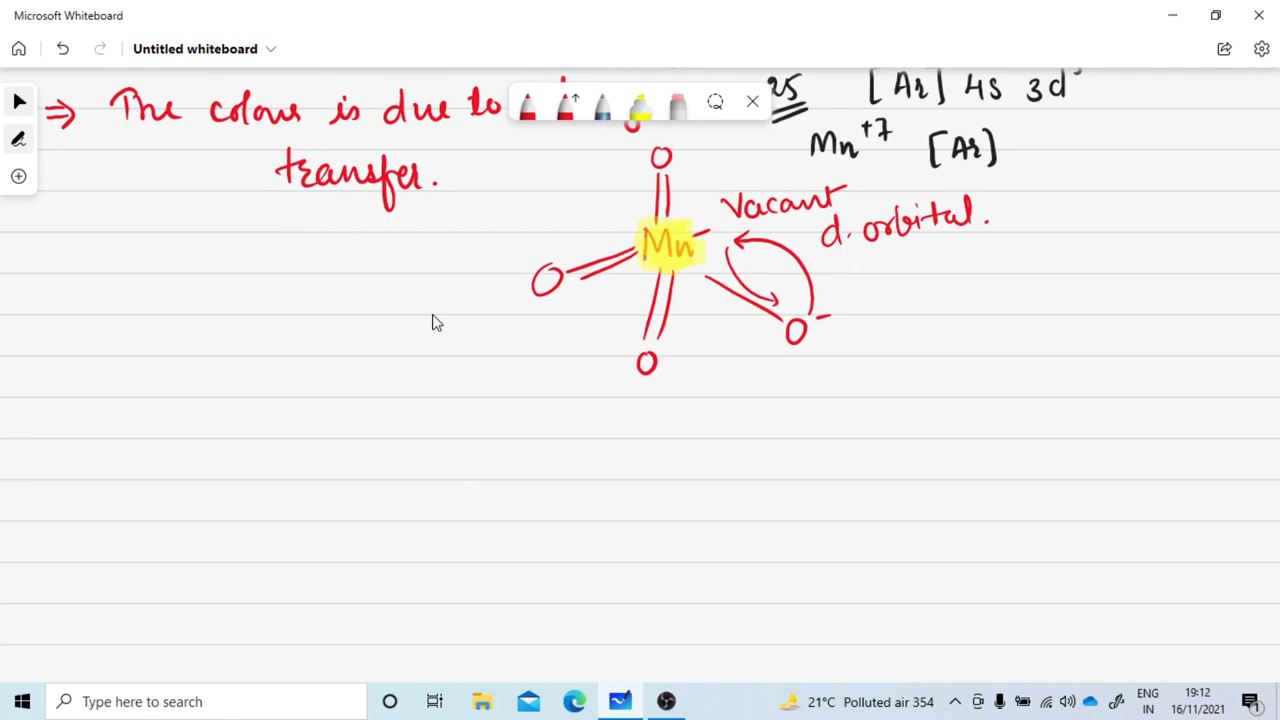 Microsoft Whiteboard
Untitled whiteboard
⇒ The colour is due to
transfer.
25 [Ar] 4s 3d
Mn+7 [Ar]
O
Vacant
d. orbital.
Mn
O
O-
O
Type here to search
21°C Polluted air 354
ENG
IN
19:12
16/11/2021
1